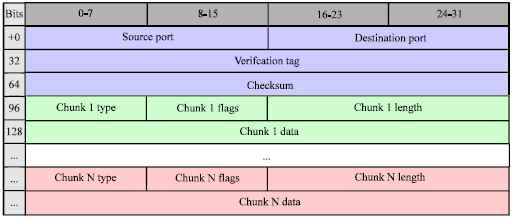 Bits 0-7 8-15 16-23 24-31
+0 Source port Destination port
32 Verifcation tag
64 Checksum
96 Chunk 1 type Chunk 1 flags Chunk 1 length
128 Chunk 1 data
... ...
... Chunk N type Chunk N flags Chunk N length
... Chunk N data